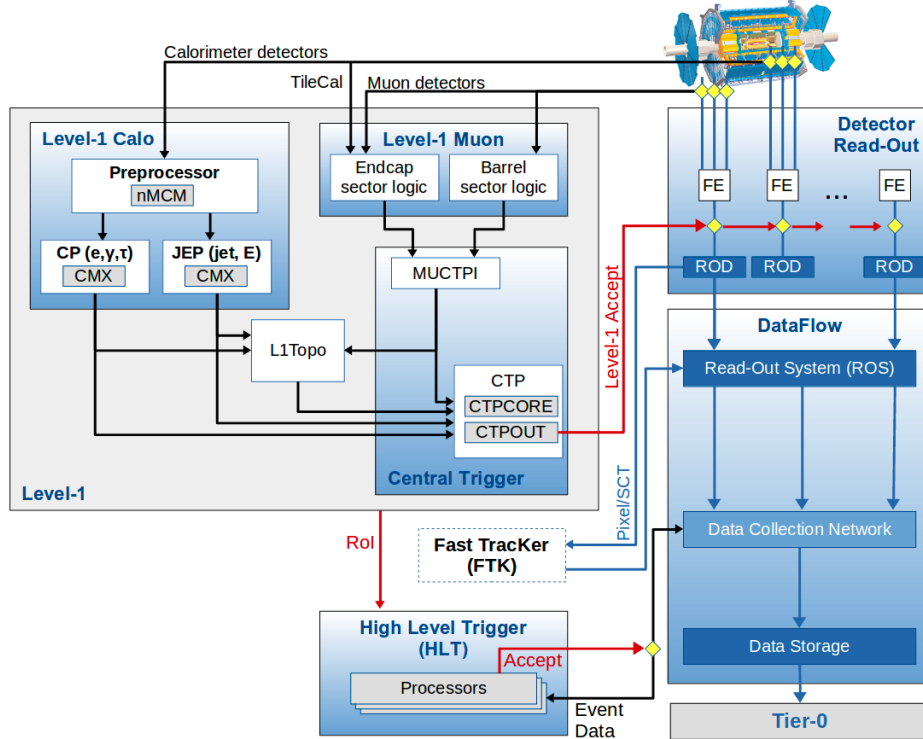 Calorimeter detectors
TileCal
Muon detectors
Level-1 Calo
Preprocessor
nMCM
CP (e,γ,τ)
CMX
JEP (jet, E)
CMX
Level-1 Muon
Endcap
sector logic
Barrel
sector logic
MUCTPI
L1Topo
CTP
CTPCORE
CTPOUT
Central Trigger
Level-1
Level-1 Accept
Detector
Read-Out
FE
FE
...
FE
ROD
ROD
ROD
DataFlow
Read-Out System (ROS)
Data Collection Network
Data Storage
Tier-0
Pixel/SCT
RoI
Fast TracKer
(FTK)
High Level Trigger
(HLT)
Accept
Processors
Event
Data